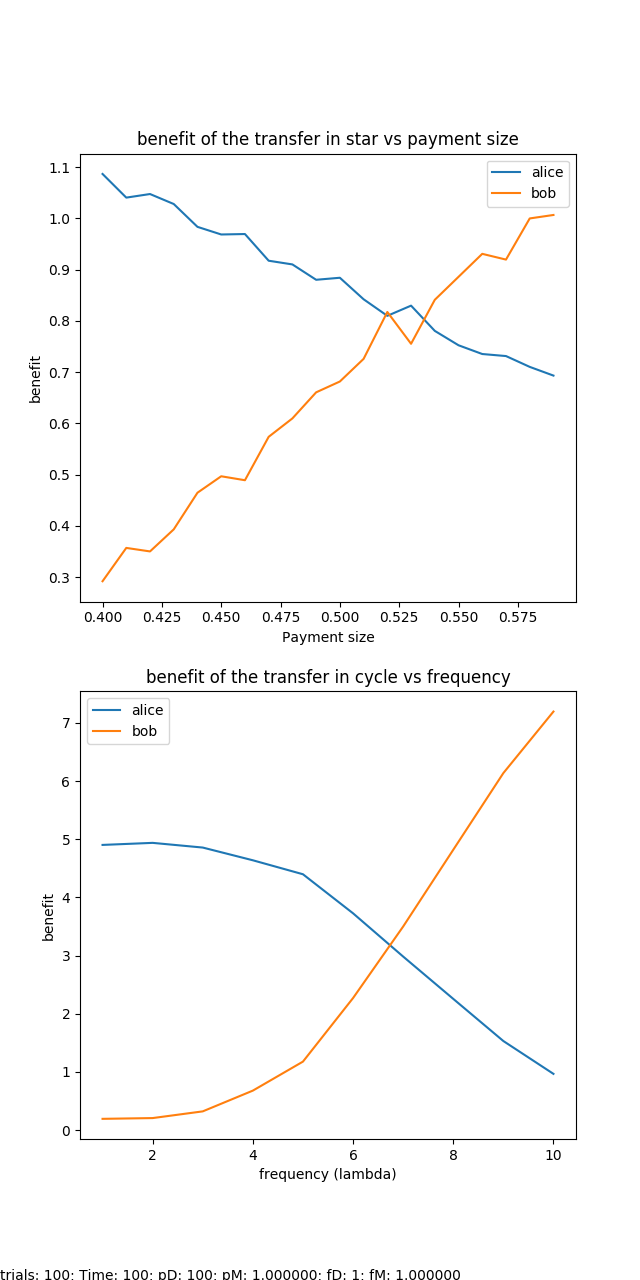 benefit of the transfer in star vs payment size
alice
bob
1.1
1.0
0.9
0.8
0.7
0.6
0.5
0.4
0.3
benefit
0.400 0.425 0.450 0.475 0.500 0.525 0.550 0.575
Payment size
benefit of the transfer in cycle vs frequency
alice
bob
7
6
5
4
3
2
1
0
benefit
2 4 6 8 10
frequency (lambda)
trials: 100; Time: 100; pD: 100; pM: 1.000000; fD: 1; fM: 1.000000